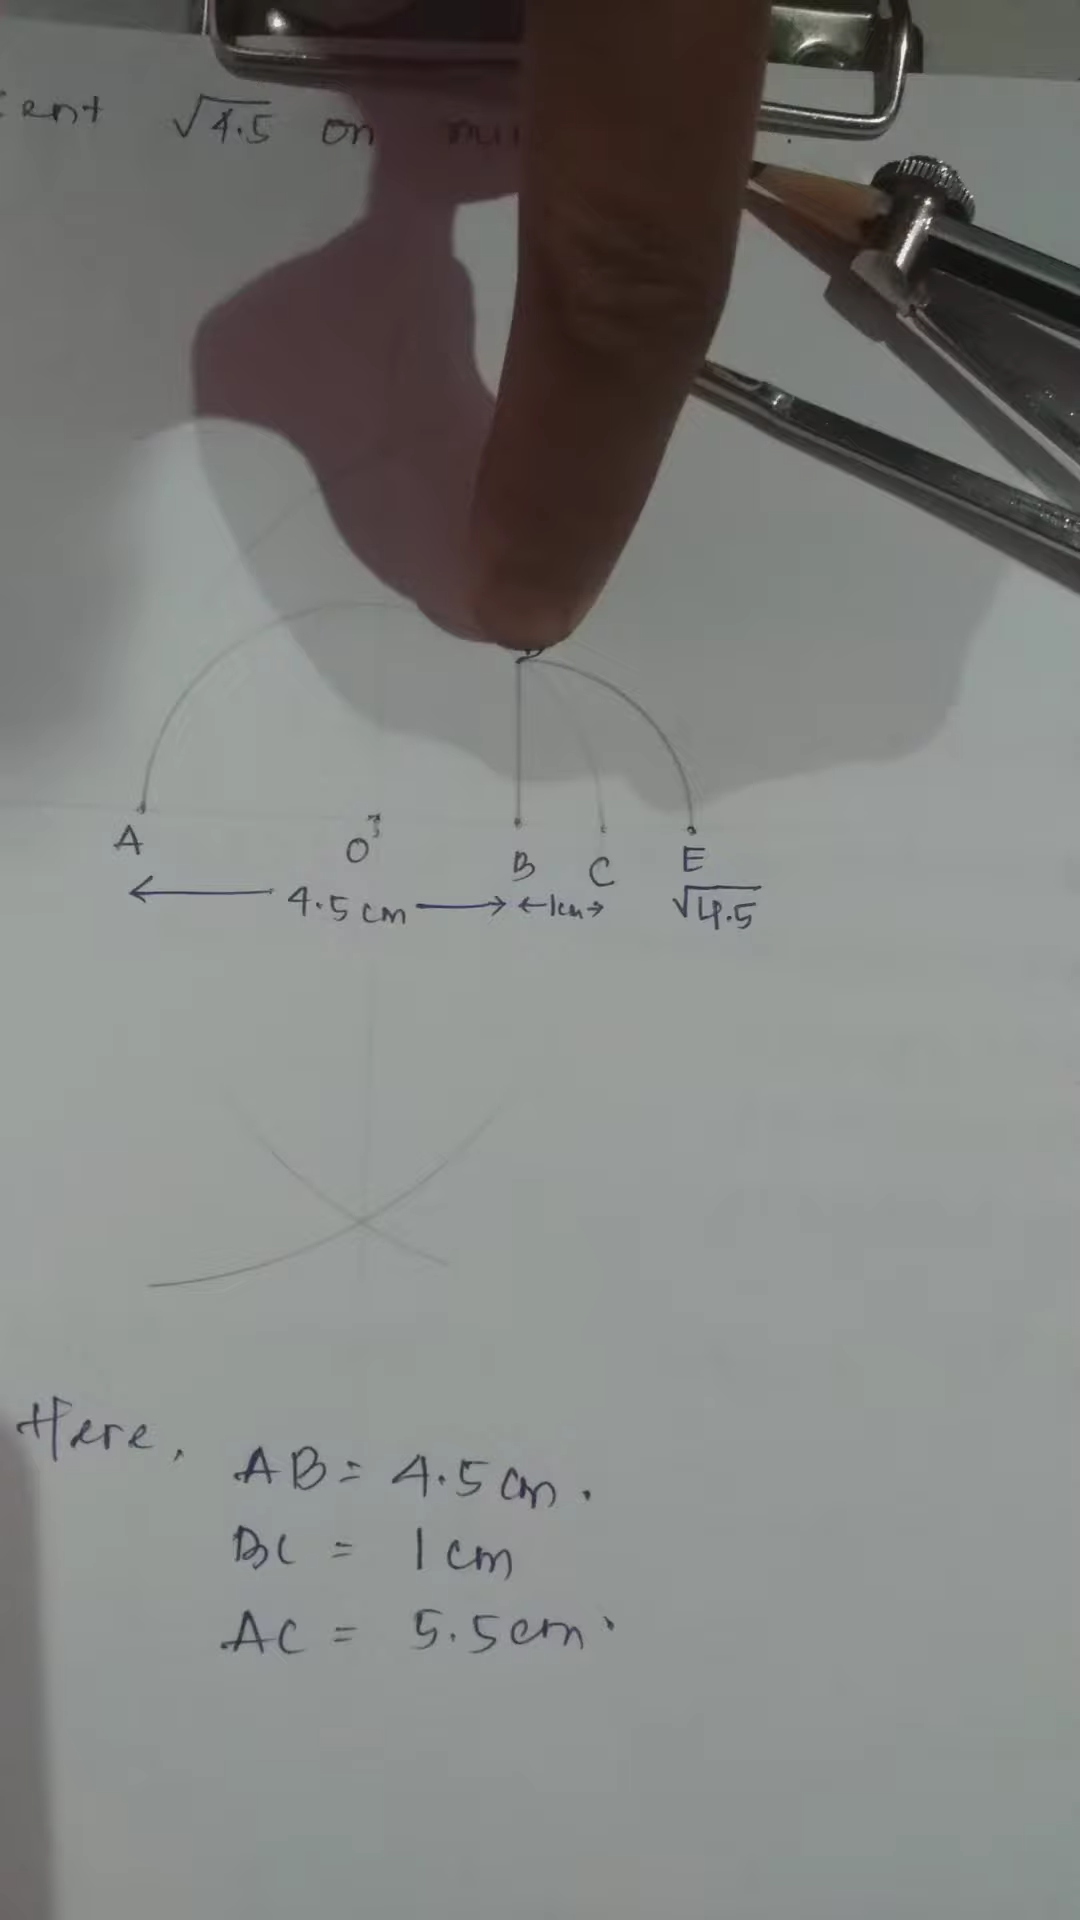 √4.5 on
A O B C E
4.5 cm 1cm √4.5
Here,
AB = 4.5 cm.
BC = 1 cm
AC = 5.5 cm.